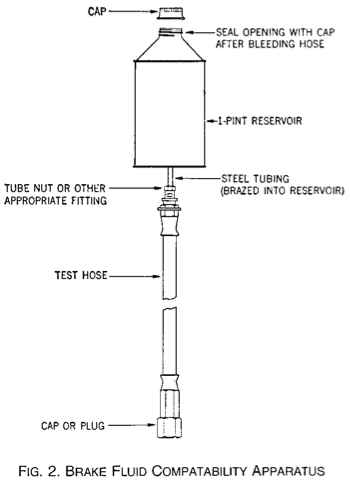 CAP
SEAL OPENING WITH CAP
AFTER BLEEDING HOSE
1-PINT RESERVOIR
STEEL TUBING
(BRAZED INTO RESERVOIR)
TUBE NUT OR OTHER
APPROPRIATE FITTING
TEST HOSE
CAP OR PLUG
FIG. 2. BRAKE FLUID COMPATABILITY APPARATUS